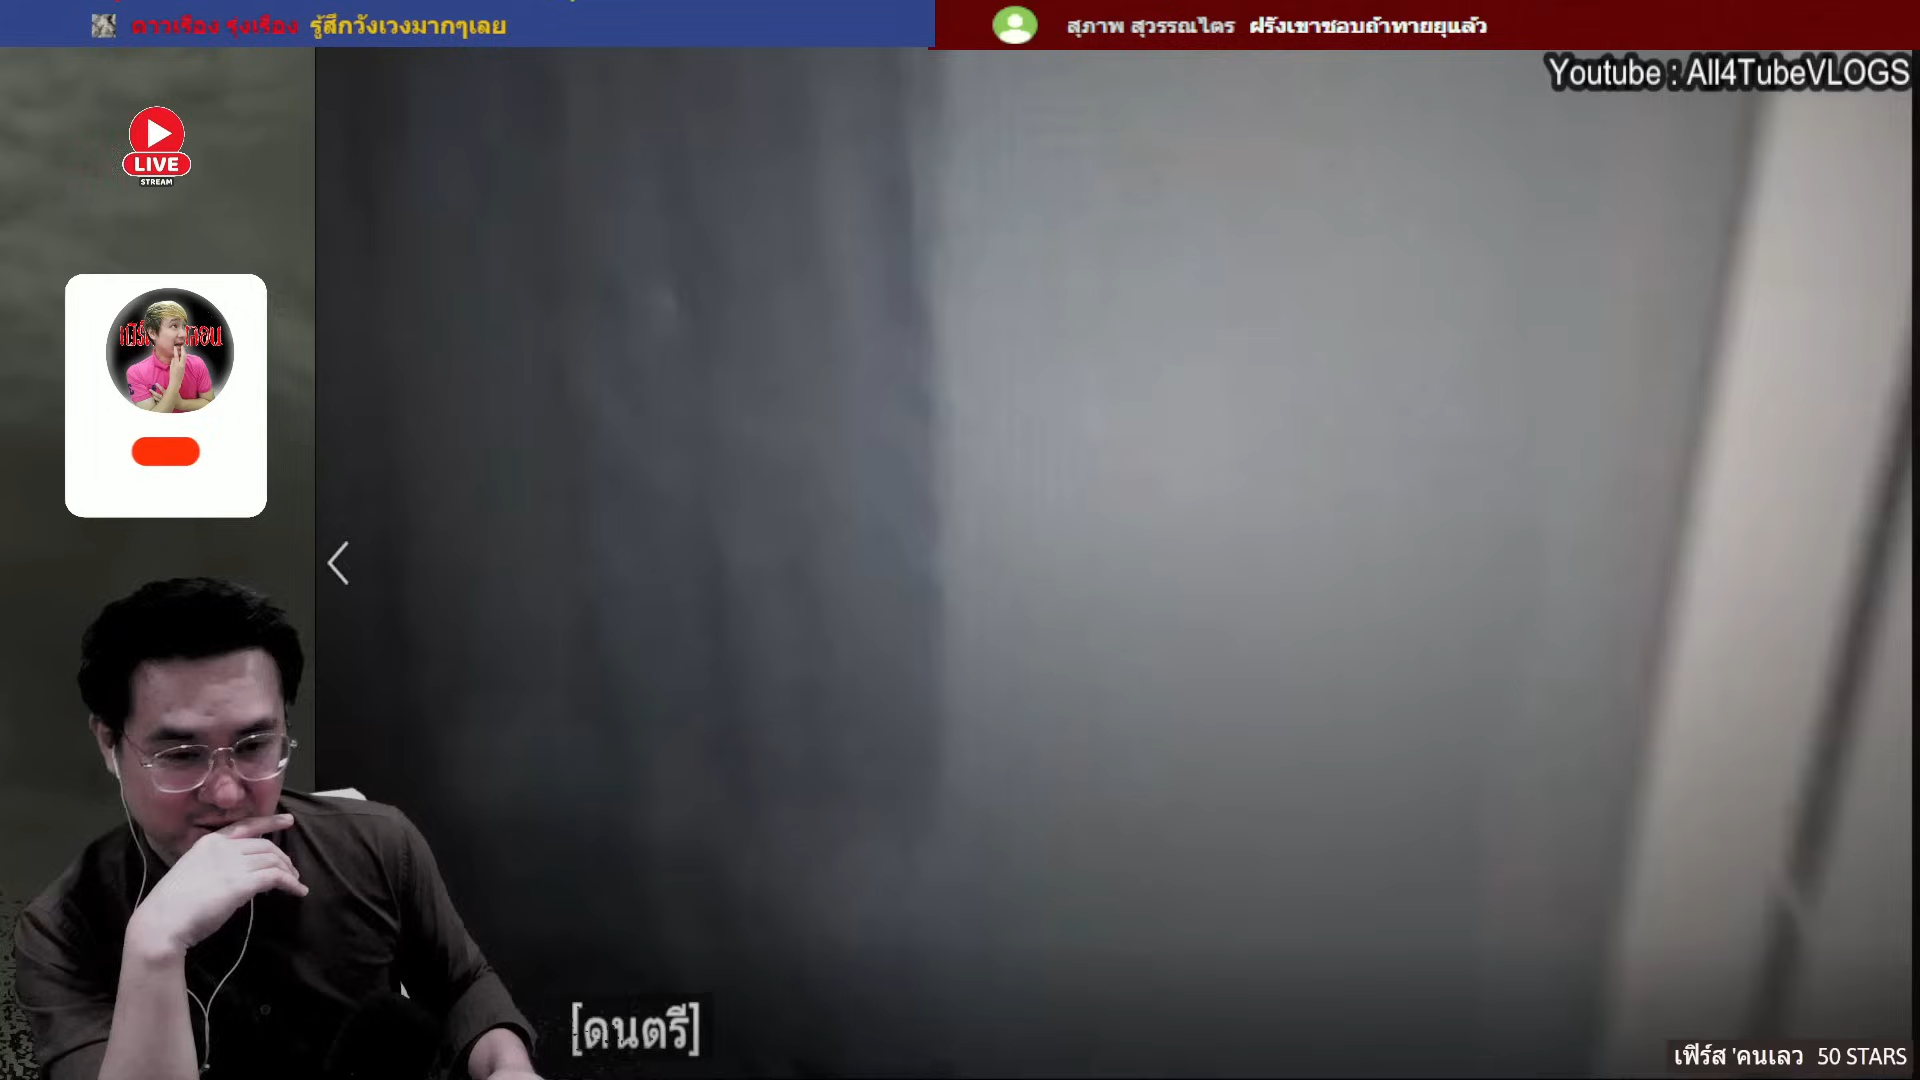 ดาวเรือง รุ่งเรือง รู้สึกวังเวงมากๆเลย
สุภาพ สุวรรณไตร ฝรั่งเขาชอบถ้าทายยุแล้ว
Youtube : All4TubeVLOGS
LIVE
STREAM
[ดนตรี]
เฟิร์ส 'คนเลว 50 STARS